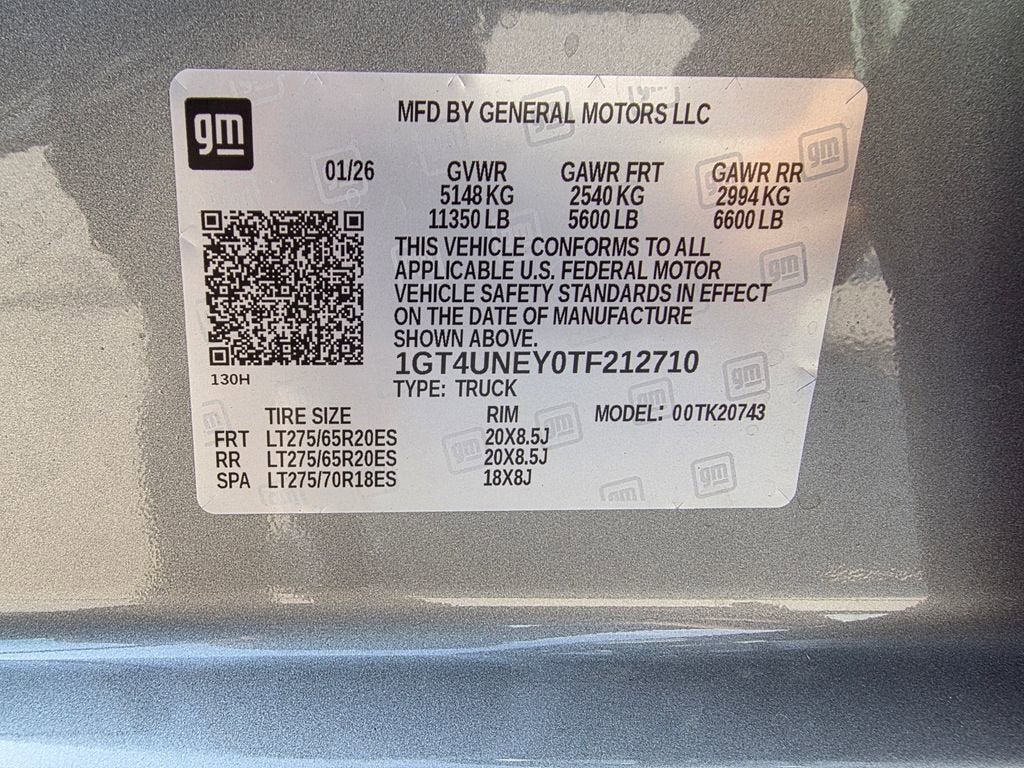 gm
MFD BY GENERAL MOTORS LLC
01/26 GVWR GAWR FRT GAWR RR
5148 KG 2540 KG 2994 KG
11350 LB 5600 LB 6600 LB
THIS VEHICLE CONFORMS TO ALL
APPLICABLE U.S. FEDERAL MOTOR
VEHICLE SAFETY STANDARDS IN EFFECT
ON THE DATE OF MANUFACTURE
SHOWN ABOVE.
1GT4UNEY0TF212710
130H
TYPE: TRUCK
TIRE SIZE RIM MODEL: 00TK20743
FRT LT275/65R20ES 20X8.5J
RR LT275/65R20ES 20X8.5J
SPA LT275/70R18ES 18X8J